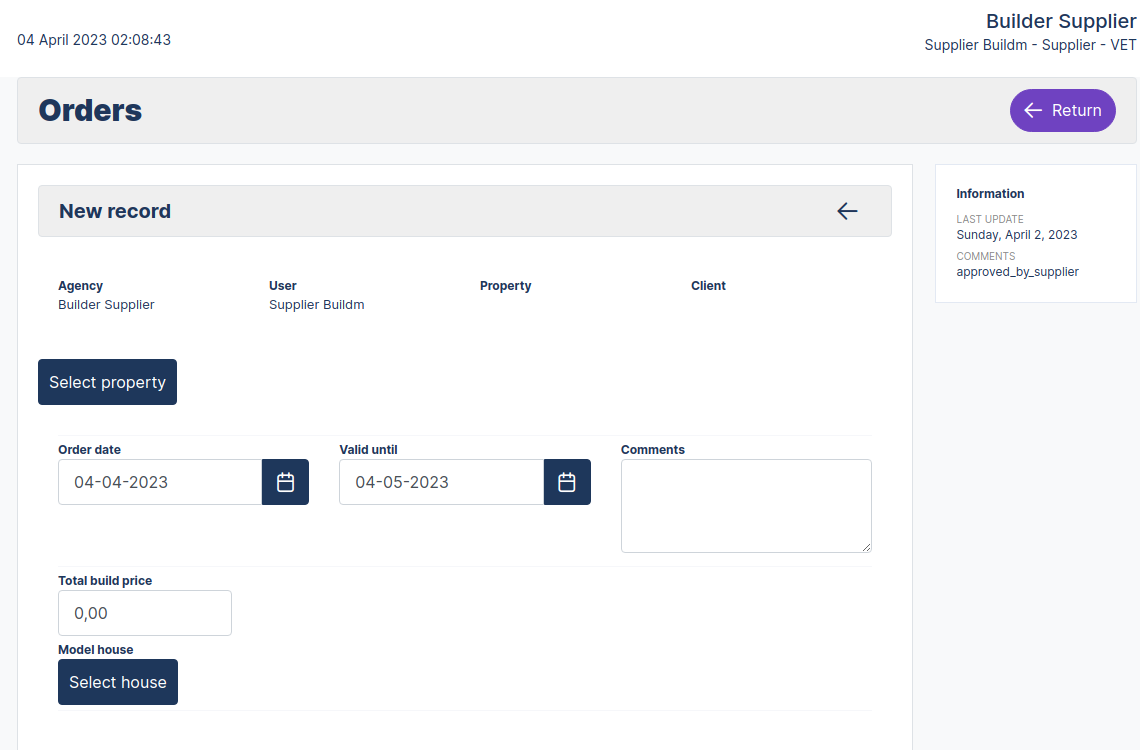 04 April 2023 02:08:43
Builder Supplier
Supplier Buildm - Supplier - VET
Orders
Return
New record
Agency
Builder Supplier
User
Supplier Buildm
Property
Client
Select property
Order date
04-04-2023
Valid until
04-05-2023
Comments
Total build price
0,00
Model house
Select house
Information
LAST UPDATE
Sunday, April 2, 2023
COMMENTS
approved_by_supplier